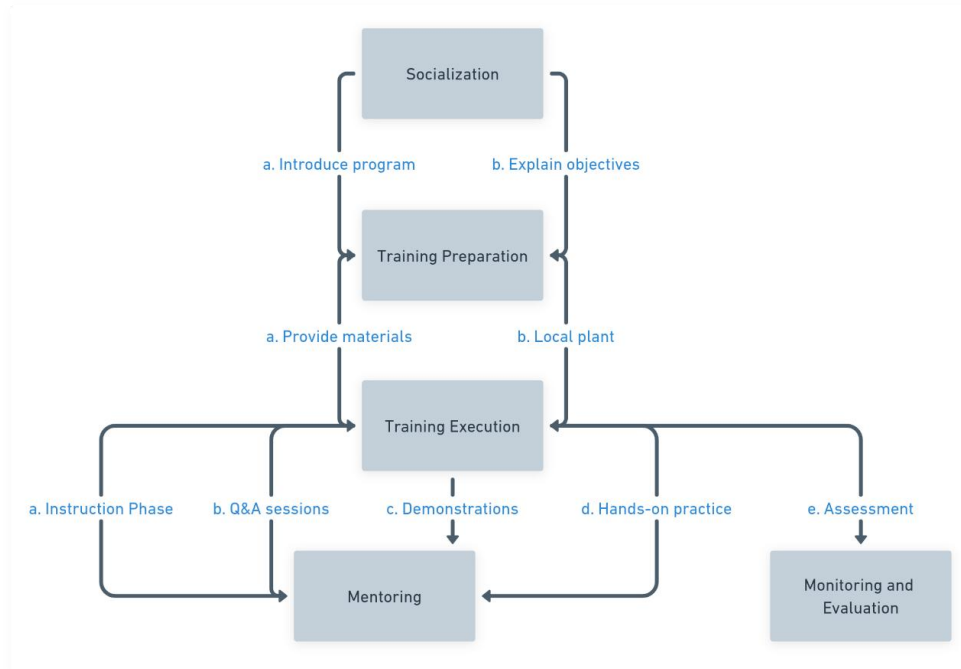 Socialization
a. Introduce program
b. Explain objectives
Training Preparation
a. Provide materials
b. Local plant
Training Execution
a. Instruction Phase
b. Q&A sessions
c. Demonstrations
d. Hands-on practice
e. Assessment
Mentoring
Monitoring and
Evaluation